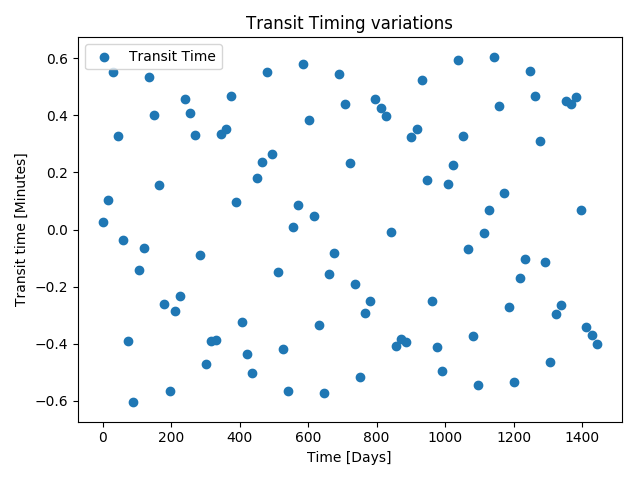 Transit Timing variations
Transit Time
0.6
0.4
0.2
0.0
−0.2
−0.4
−0.6
Transit time [Minutes]
0 200 400 600 800 1000 1200 1400
Time [Days]